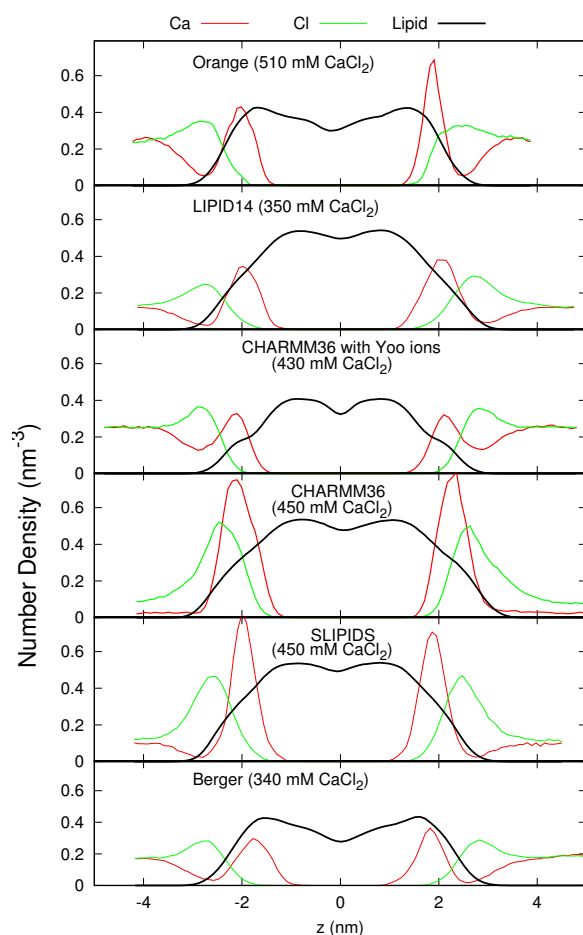 Ca Cl Lipid
Number Density (nm-3)
Orange (510 mM CaCl2)
0.6
0.4
0.2
0
LIPID14 (350 mM CaCl2)
0.6
0.4
0.2
0
CHARMM36 with Yoo ions
(430 mM CaCl2)
0.6
0.4
0.2
0
CHARMM36
(450 mM CaCl2)
0.6
0.4
0.2
0
SLIPIDS
(450 mM CaCl2)
0.6
0.4
0.2
0
Berger (340 mM CaCl2)
0.6
0.4
0.2
0
-4 -2 0 2 4
z (nm)